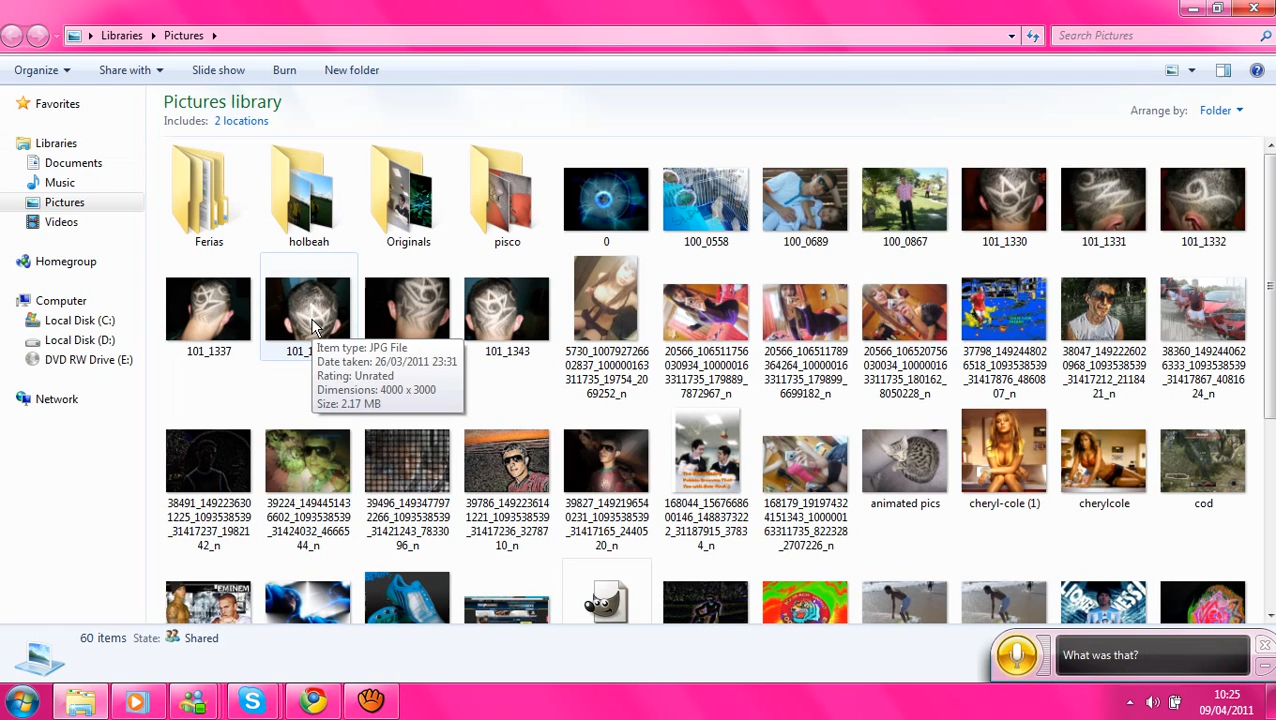 Libraries
Pictures
Search Pictures
Organize
Share with
Slide show
Burn
New folder
Favorites
Libraries
Documents
Music
Pictures
Videos
Homegroup
Computer
Local Disk (C:)
Local Disk (D:)
DVD RW Drive (E:)
Network
Pictures library
Includes: 2 locations
Arrange by: Folder
Ferias
holbeah
Originals
pisco
0
100_0558
100_0689
100_0867
101_1330
101_1331
101_1332
101_1337
101_1
101_1343
5730_1007927266
02837_100000163
311735_19754_20
69252_n
20566_106511778
030934_10000016
3311735_179889_
7872967_n
20566_106511789
364264_10000016
3311735_179899_
6699182_n
20566_106520756
030038_10000016
3311735_180162_
8050228_n
37798_149244802
6518_1093538539
_31417876_48608
07_n
38047_149222602
0968_1093538539
_31417212_21184
21_n
38360_149244062
6333_1093538539
_31417867_40816
24_n
Item type: JPG File
Date taken: 26/03/2011 23:31
Rating: Unrated
Dimensions: 4000 x 3000
Size: 2.17 MB
38491_149223630
1225_1093538539
_31417237_19821
42_n
39224_149445143
6602_1093538539
_31424032_46665
44_n
39496_149347797
2266_1093538539
_31421243_78330
96_n
39786_149223614
1221_1093538539
_31417236_32787
10_n
39827_149219654
0231_1093538539
_31417165_24405
20_n
168044_15676686
00146_148837322
2_31187915_3783
4_n
168179_19197432
4151343_1000001
63311735_822328
_2707226_n
animated pics
cheryl-cole (1)
cherylcole
cod
EMINEM
60 items State: Shared
What was that?
10:25
09/04/2011